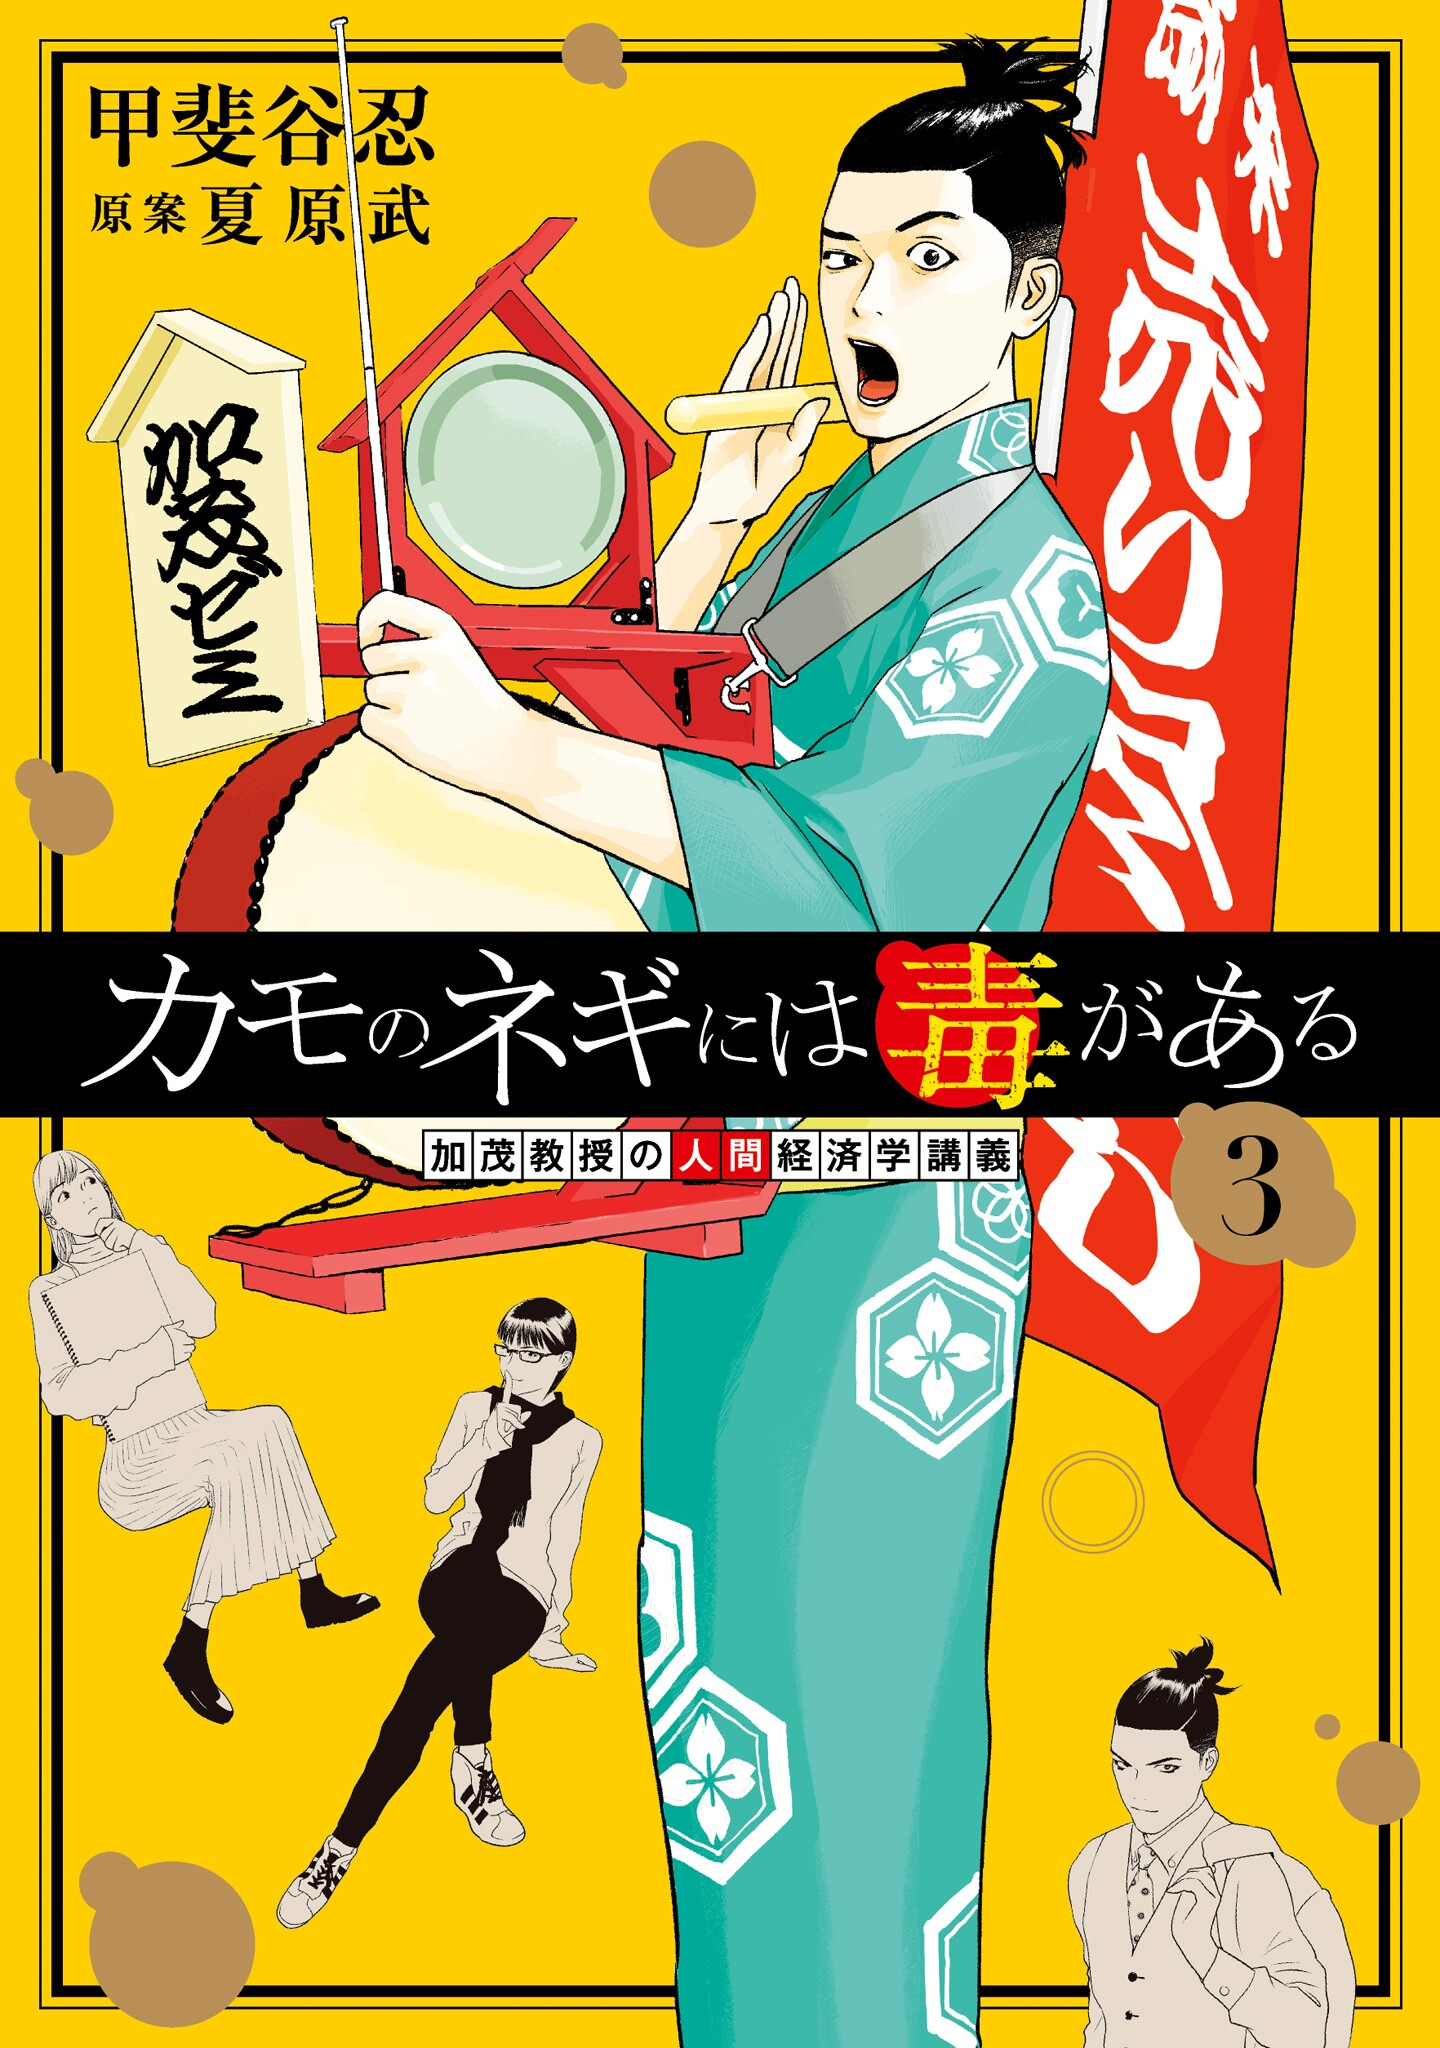 甲斐谷忍
原案 夏原武
加茂ゼミ
カモのネギには毒がある
加茂教授の人間経済学講義
3